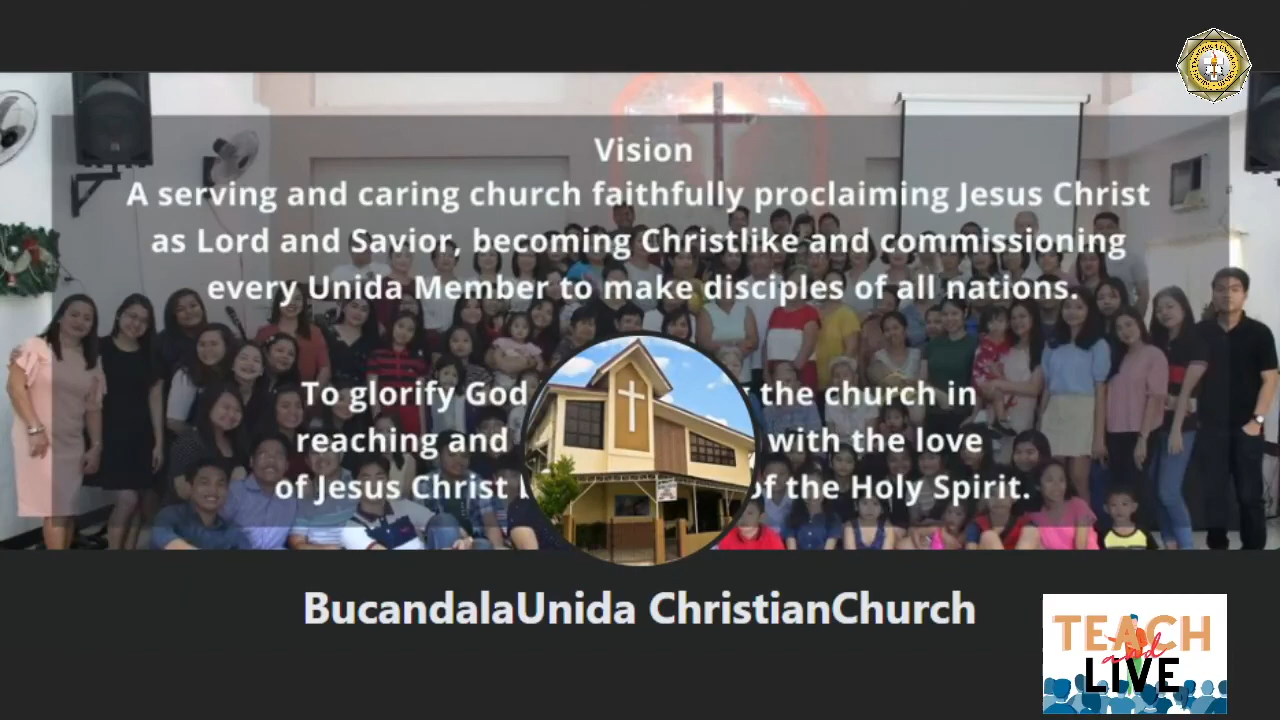 Vision
A serving and caring church faithfully proclaiming Jesus Christ
as Lord and Savior, becoming Christlike and commissioning
every Unida Member to make disciples of all nations.
To glorify God the church in
reaching and with the love
of Jesus Christ of the Holy Spirit.
BucandalaUnida ChristianChurch
TEACH
and
LIVE